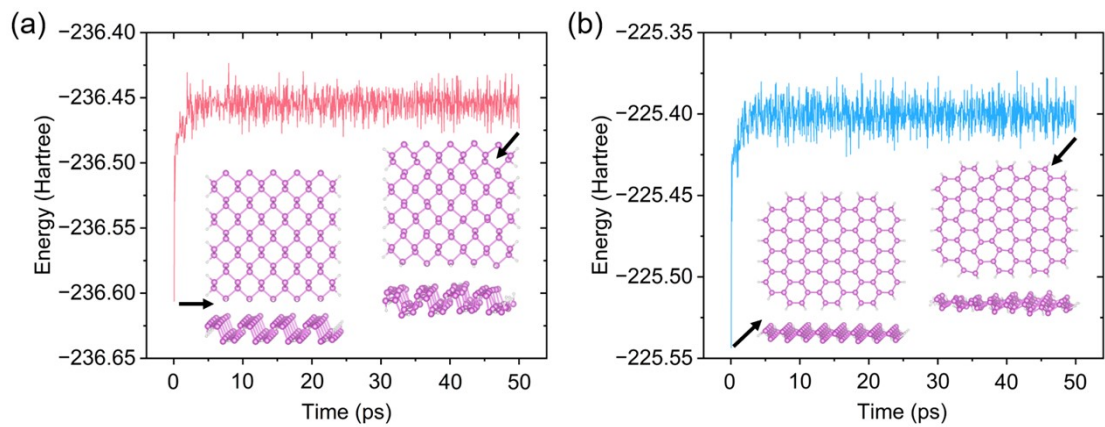 (a)
−236.40
−236.45
−236.50
−236.55
−236.60
−236.65
Energy (Hartree)
0 10 20 30 40 50
Time (ps)
(b)
−225.35
−225.40
−225.45
−225.50
−225.55
Energy (Hartree)
0 10 20 30 40 50
Time (ps)